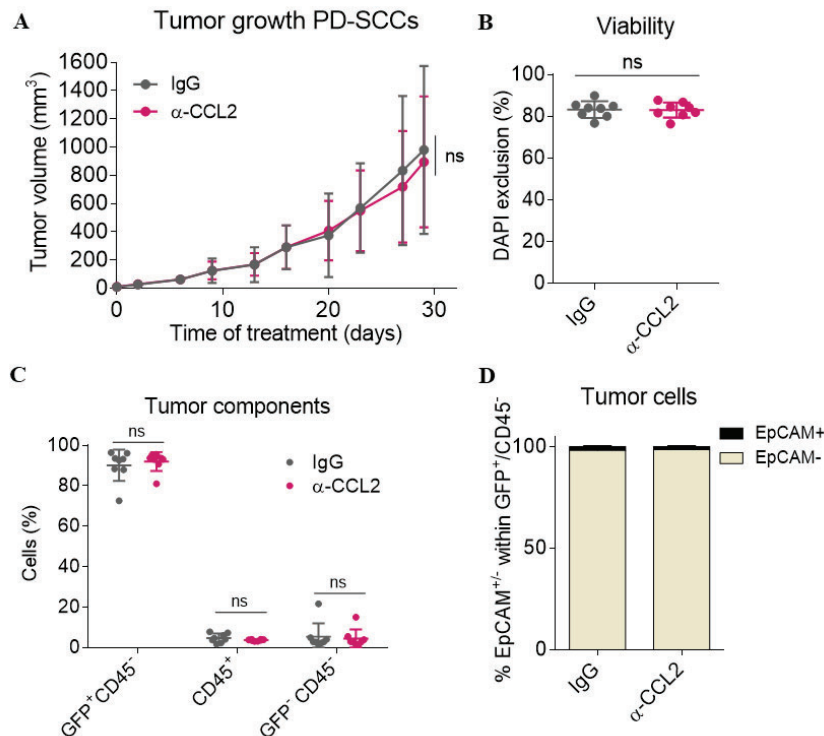 A
Tumor growth PD-SCCs
Tumor volume (mm³)
1600
1400
1200
1000
800
600
400
200
0
IgG
α-CCL2
ns
0 10 20 30
Time of treatment (days)
B
Viability
DAPI exclusion (%)
100
80
60
40
20
0
ns
IgG
α-CCL2
C
Tumor components
Cells (%)
100
80
60
40
20
0
ns
ns
ns
IgG
α-CCL2
GFP⁺CD45⁻
CD45⁺
GFP⁻ CD45⁻
D
Tumor cells
% EpCAM⁺/⁻ within GFP⁺/CD45⁻
100
50
0
EpCAM+
EpCAM-
IgG
α-CCL2